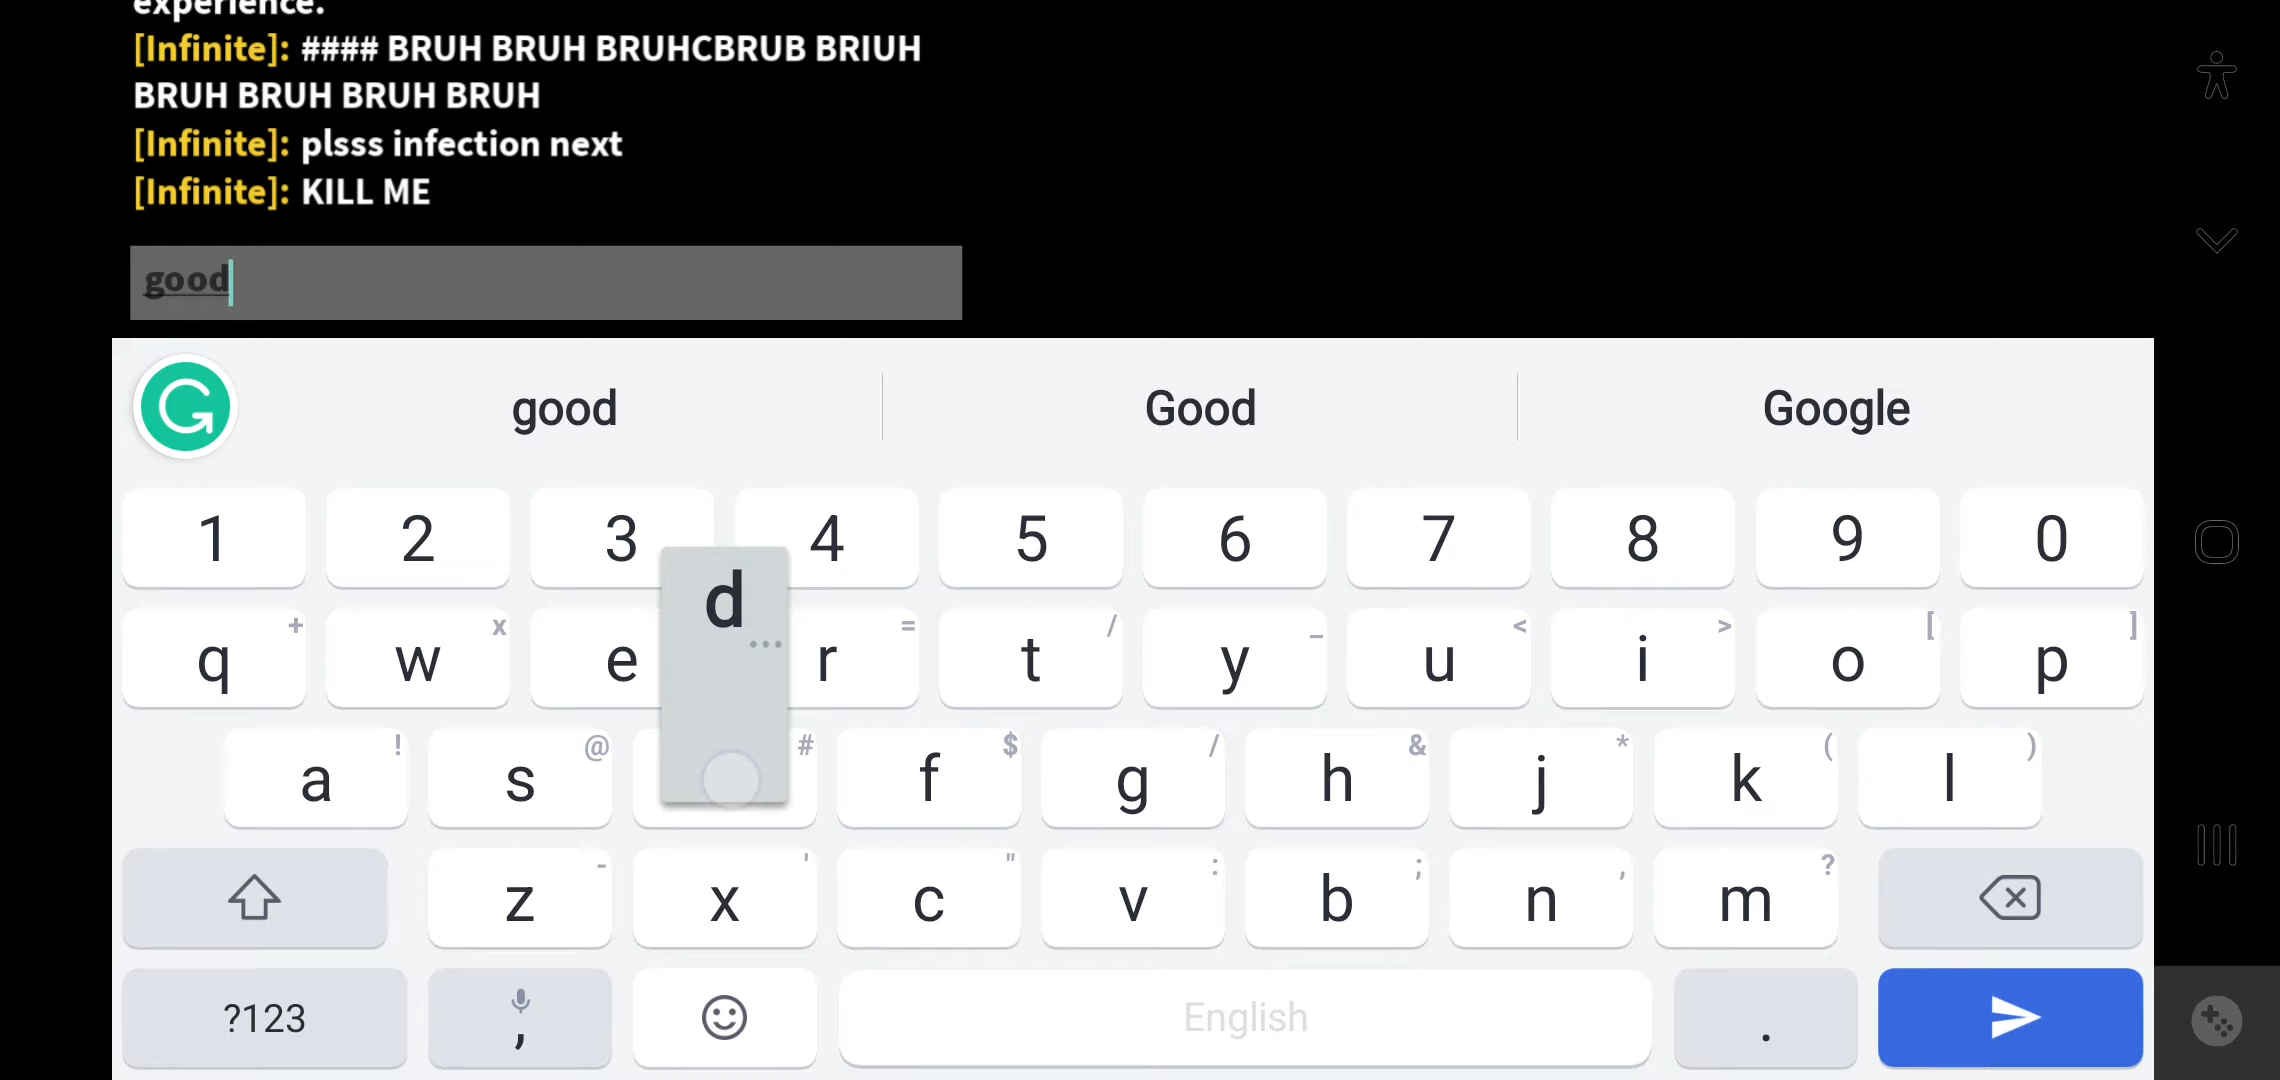 experience.
[Infinite]: #### BRUH BRUH BRUHCBRUB BRIUH
BRUH BRUH BRUH BRUH
[Infinite]: plsss infection next
[Infinite]: KILL ME
good
good Good Google
1 2 3 4 5 6 7 8 9 0
d
q + w x e r = t / y _ u < i > o [ p ]
a ! s @ # f $ g / h & j * k ( l )
z - x ' c " v : b ; n , m ?
?123 , English .